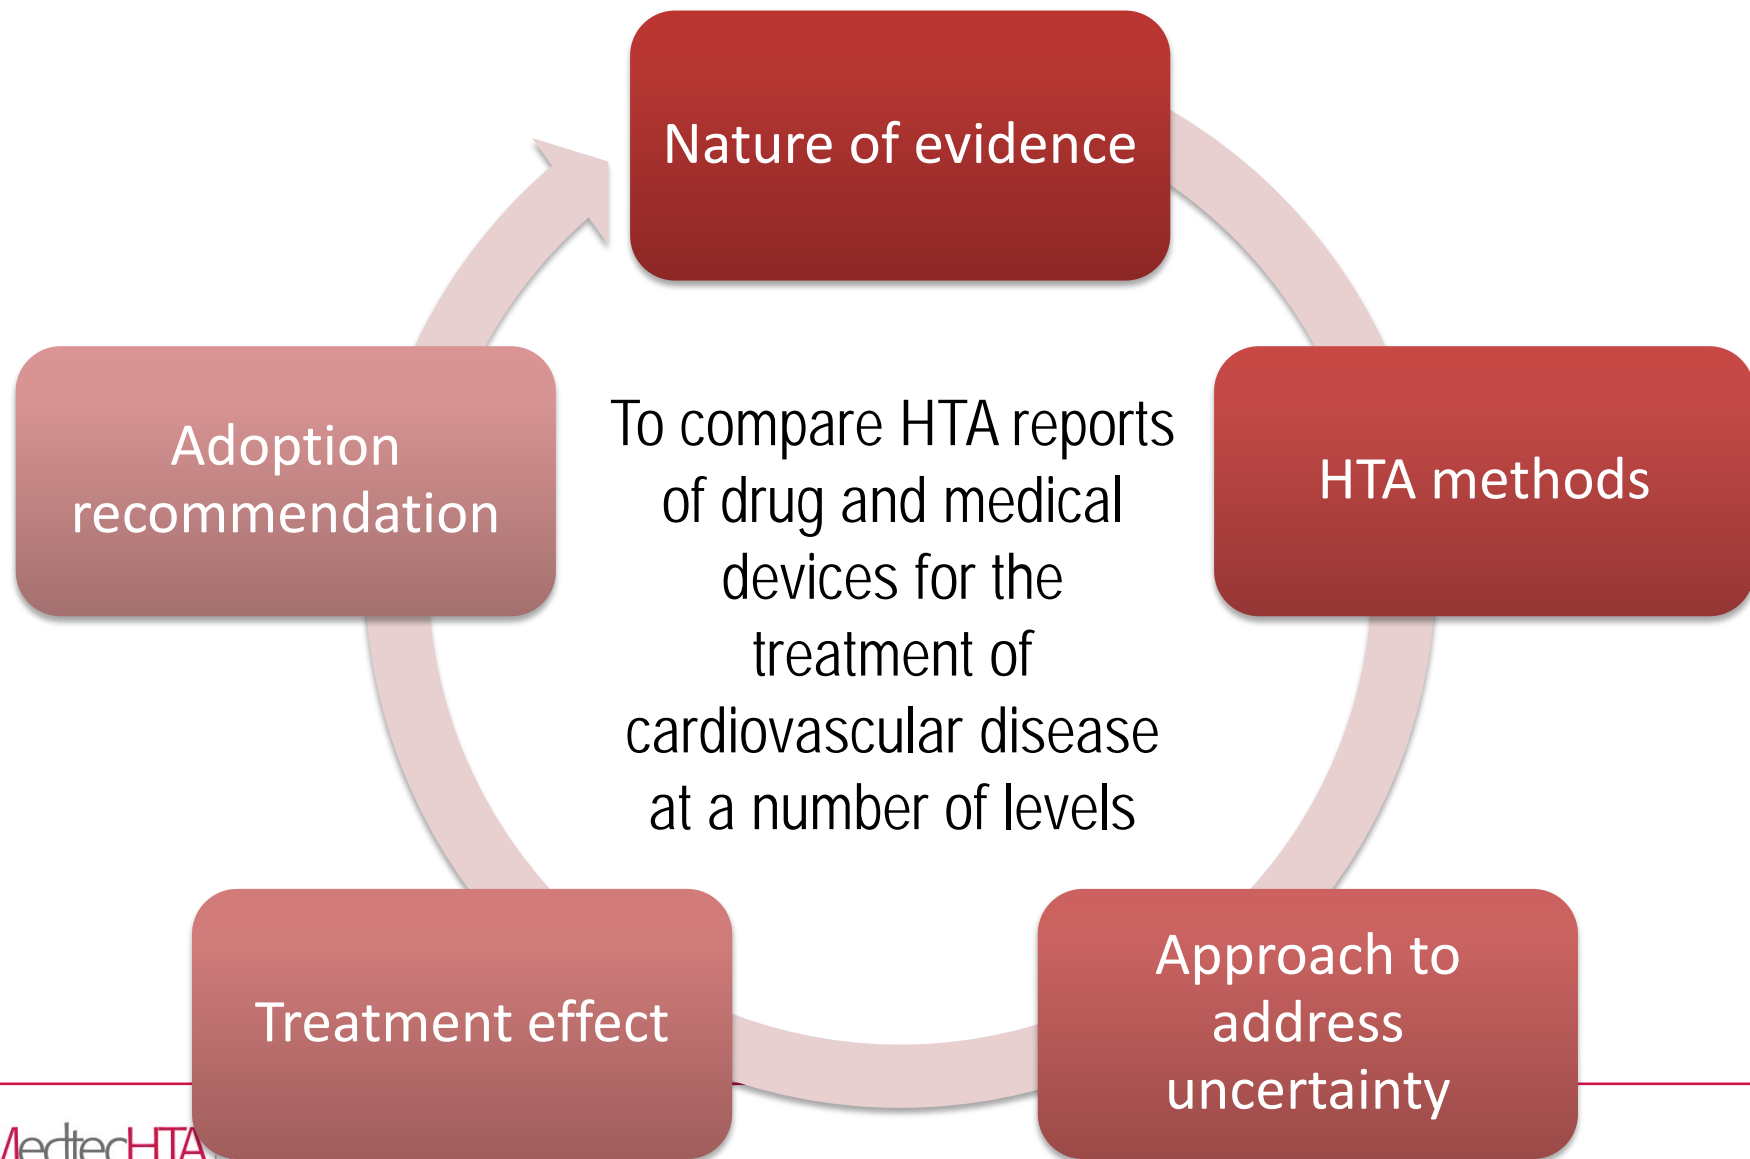 Nature of evidence
HTA methods
Approach to
address
uncertainty
Treatment effect
Adoption
recommendation
To compare HTA reports
of drug and medical
devices for the
treatment of
cardiovascular disease
at a number of levels
MedtecHTA